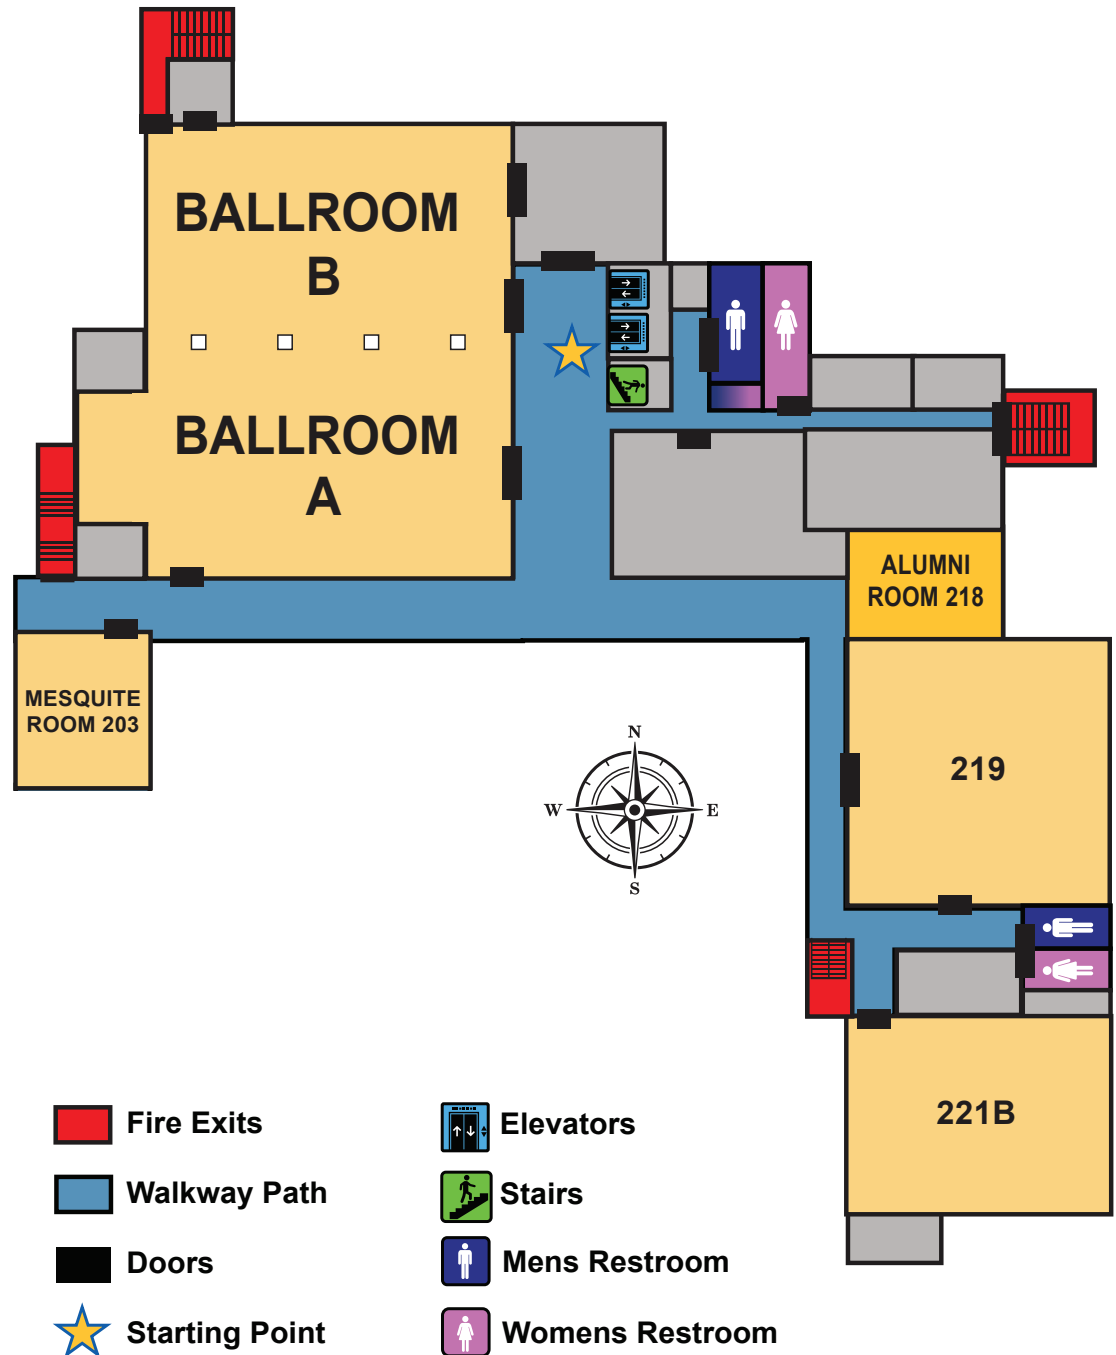 BALLROOM
B
BALLROOM
A
ALUMNI
ROOM 218
MESQUITE
ROOM 203
N
W
E
S
219
221B
Fire Exits
Elevators
Walkway Path
Stairs
Doors
Mens Restroom
Starting Point
Womens Restroom